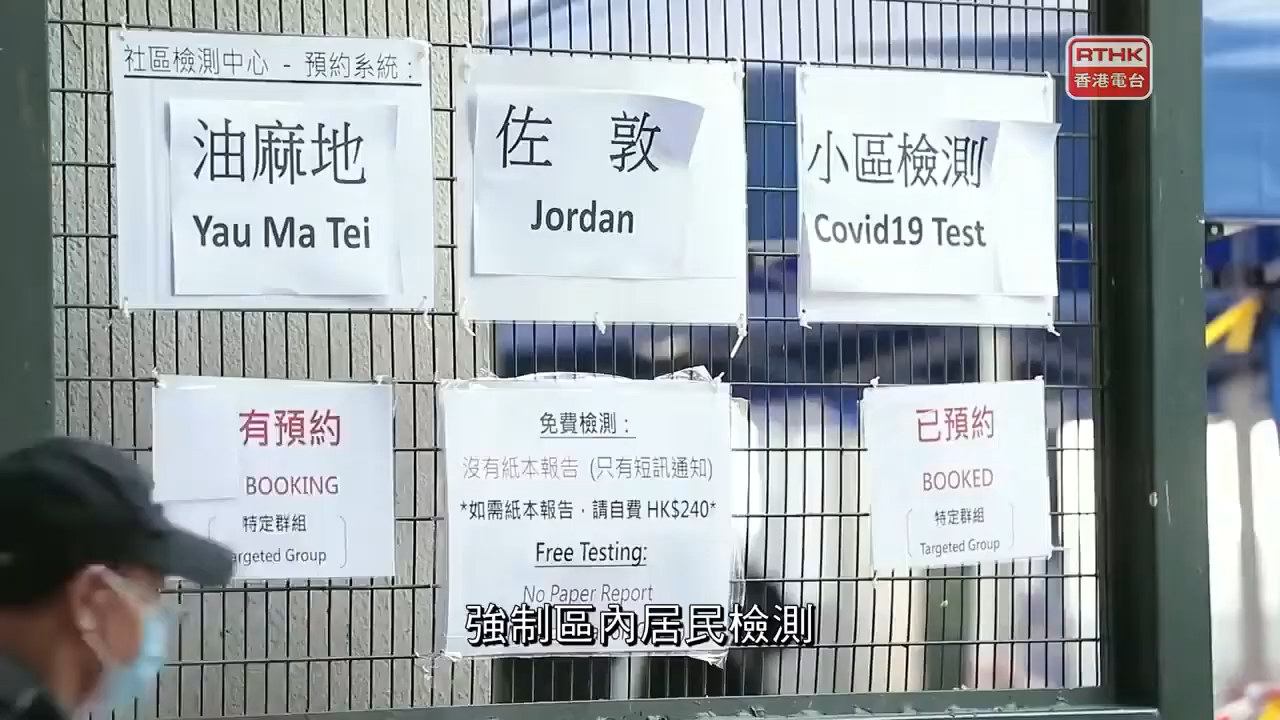 社區檢測中心 - 預約系統：
油麻地
Yau Ma Tei
佐 敦
Jordan
小區檢測
Covid19 Test
RTHK
香港電台
有預約
BOOKING
特定群組
argeted Group
免費檢測：
沒有紙本報告 (只有短訊通知)
*如需紙本報告，請自費 HK$240*
Free Testing:
No Paper Report
已預約
BOOKED
特定群組
Targeted Group
強制區內居民檢測